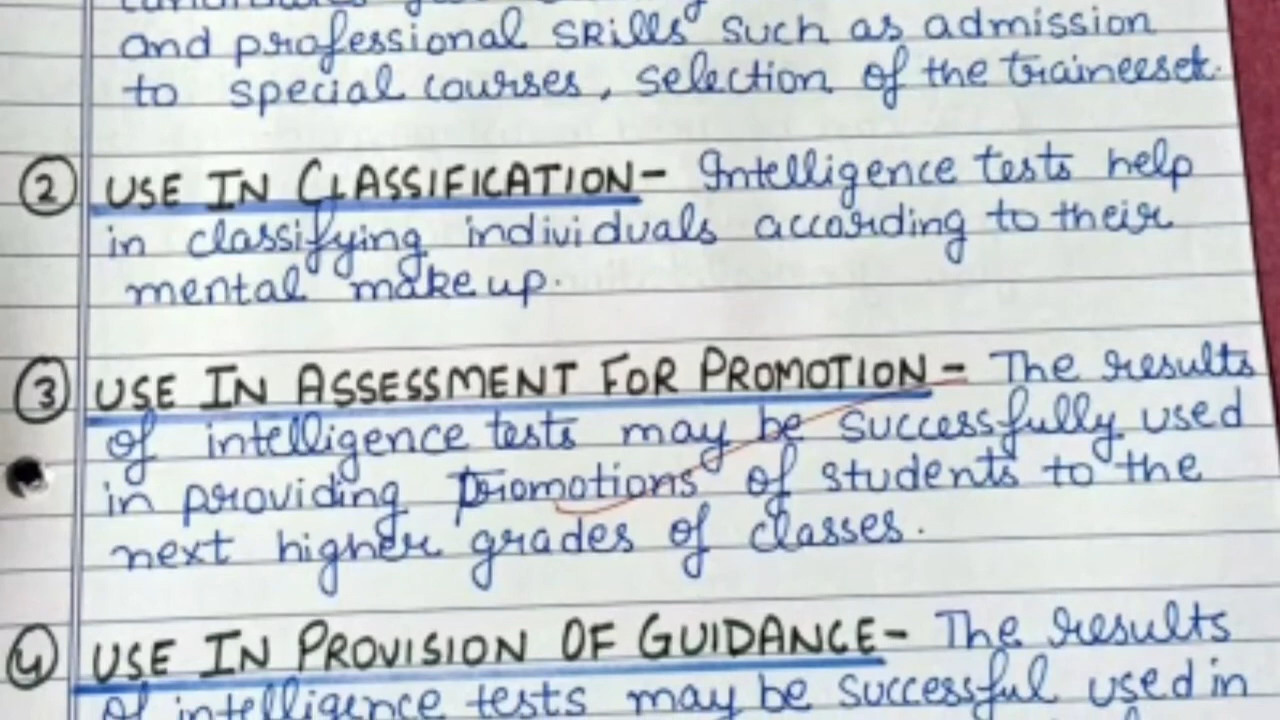 and professional skills such as admission
to special courses, selection of the trainees etc.
② USE IN CLASSIFICATION- Intelligence tests help
in classifying individuals according to their
mental make up.
③ USE IN ASSESSMENT FOR PROMOTION- The results
of intelligence tests may be successfully used
in providing promotions of students to the
next higher grades of classes.
④ USE IN PROVISION OF GUIDANCE- The results
of intelligence tests may be successful used in